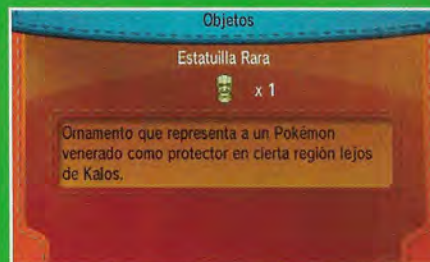 Objetos
Estatuilla Rara
x 1
Ornamento que representa a un Pokémon
venerado como protector en cierta región lejos
de Kalos.